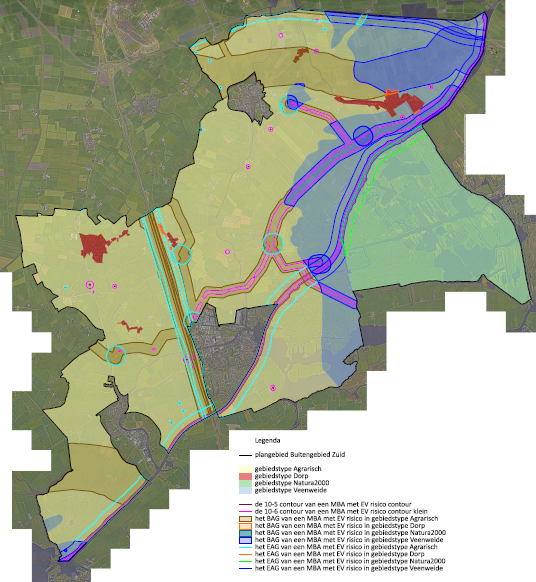 Legenda
plangebied Buitengebied Zuid
gebiedstype Agrarisch
gebiedstype Dorp
gebiedstype Natura2000
gebiedstype Veenweide
de 10-5 contour van een MBA met EV risico contour
de 10-6 contour van een MBA met EV risico contour klein
het BAG van een MBA met EV risico in gebiedstype Agrarisch
het BAG van een MBA met EV risico in gebiedstype Dorp
het BAG van een MBA met EV risico in gebiedstype Natura2000
het BAG van een MBA met EV risico in gebiedstype Veenweide
het EAG van een MBA met EV risico in gebiedstype Agrarisch
het EAG van een MBA met EV risico in gebiedstype Dorp
het EAG van een MBA met EV risico in gebiedstype Natura2000
het EAG van een MBA met EV risico in gebiedstype Veenweide